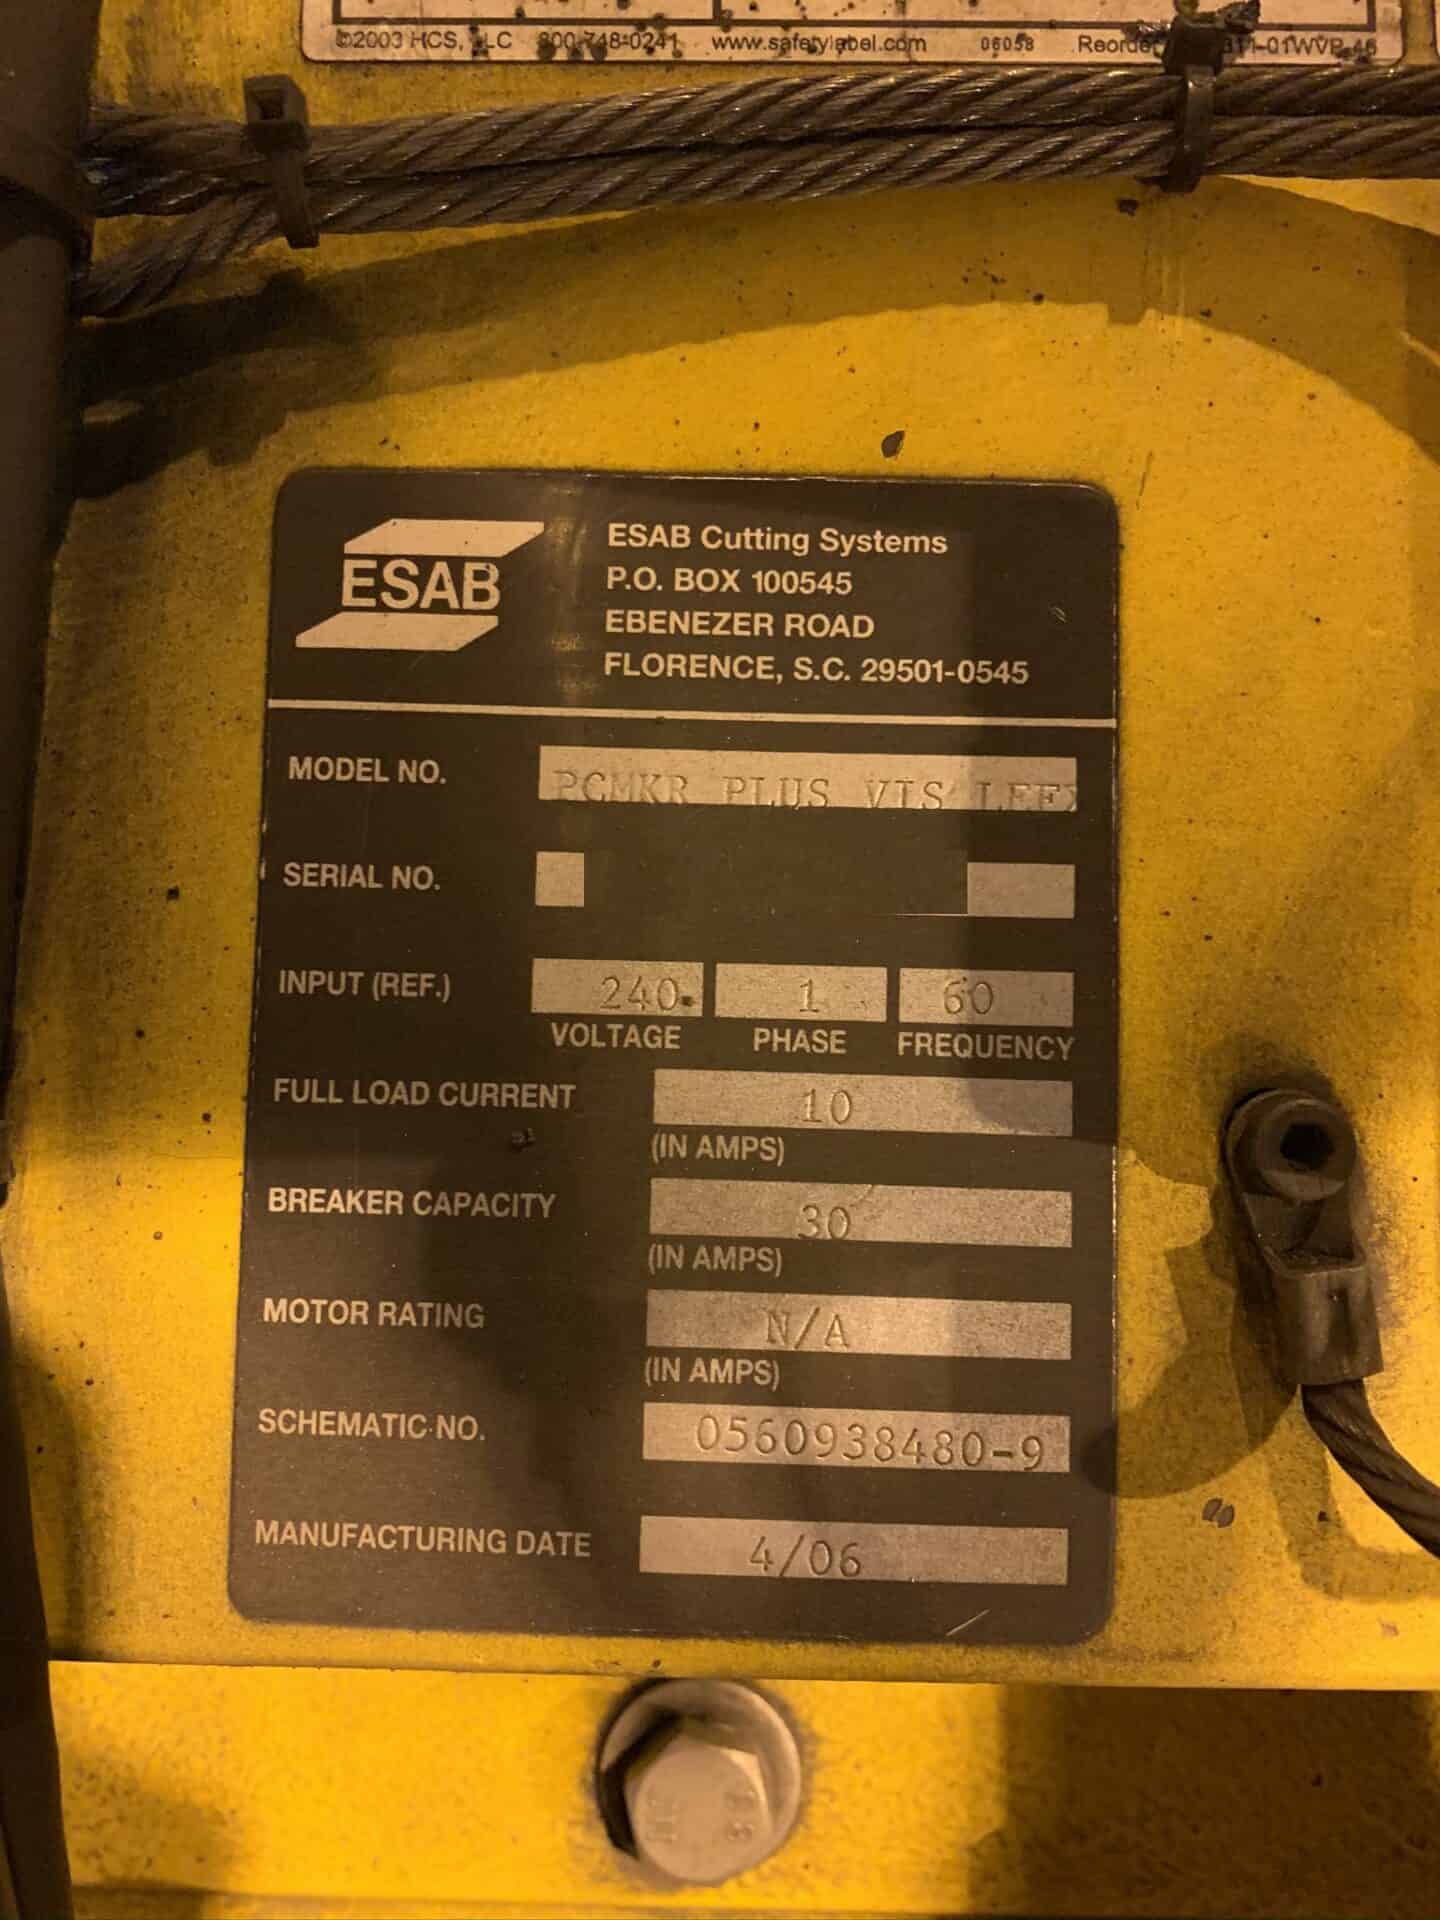 ©2003 HCS, LLC 800-748-0241 www.safetylabel.com 06058 Reorder
ESAB
ESAB Cutting Systems
P.O. BOX 100545
EBENEZER ROAD
FLORENCE, S.C. 29501-0545
MODEL NO. PCMKR PLUS VIS
SERIAL NO.
INPUT (REF.) 240 1 60
VOLTAGE PHASE FREQUENCY
FULL LOAD CURRENT 10
(IN AMPS)
BREAKER CAPACITY 30
(IN AMPS)
MOTOR RATING N/A
(IN AMPS)
SCHEMATIC NO. 0560938480-9
MANUFACTURING DATE 4/06